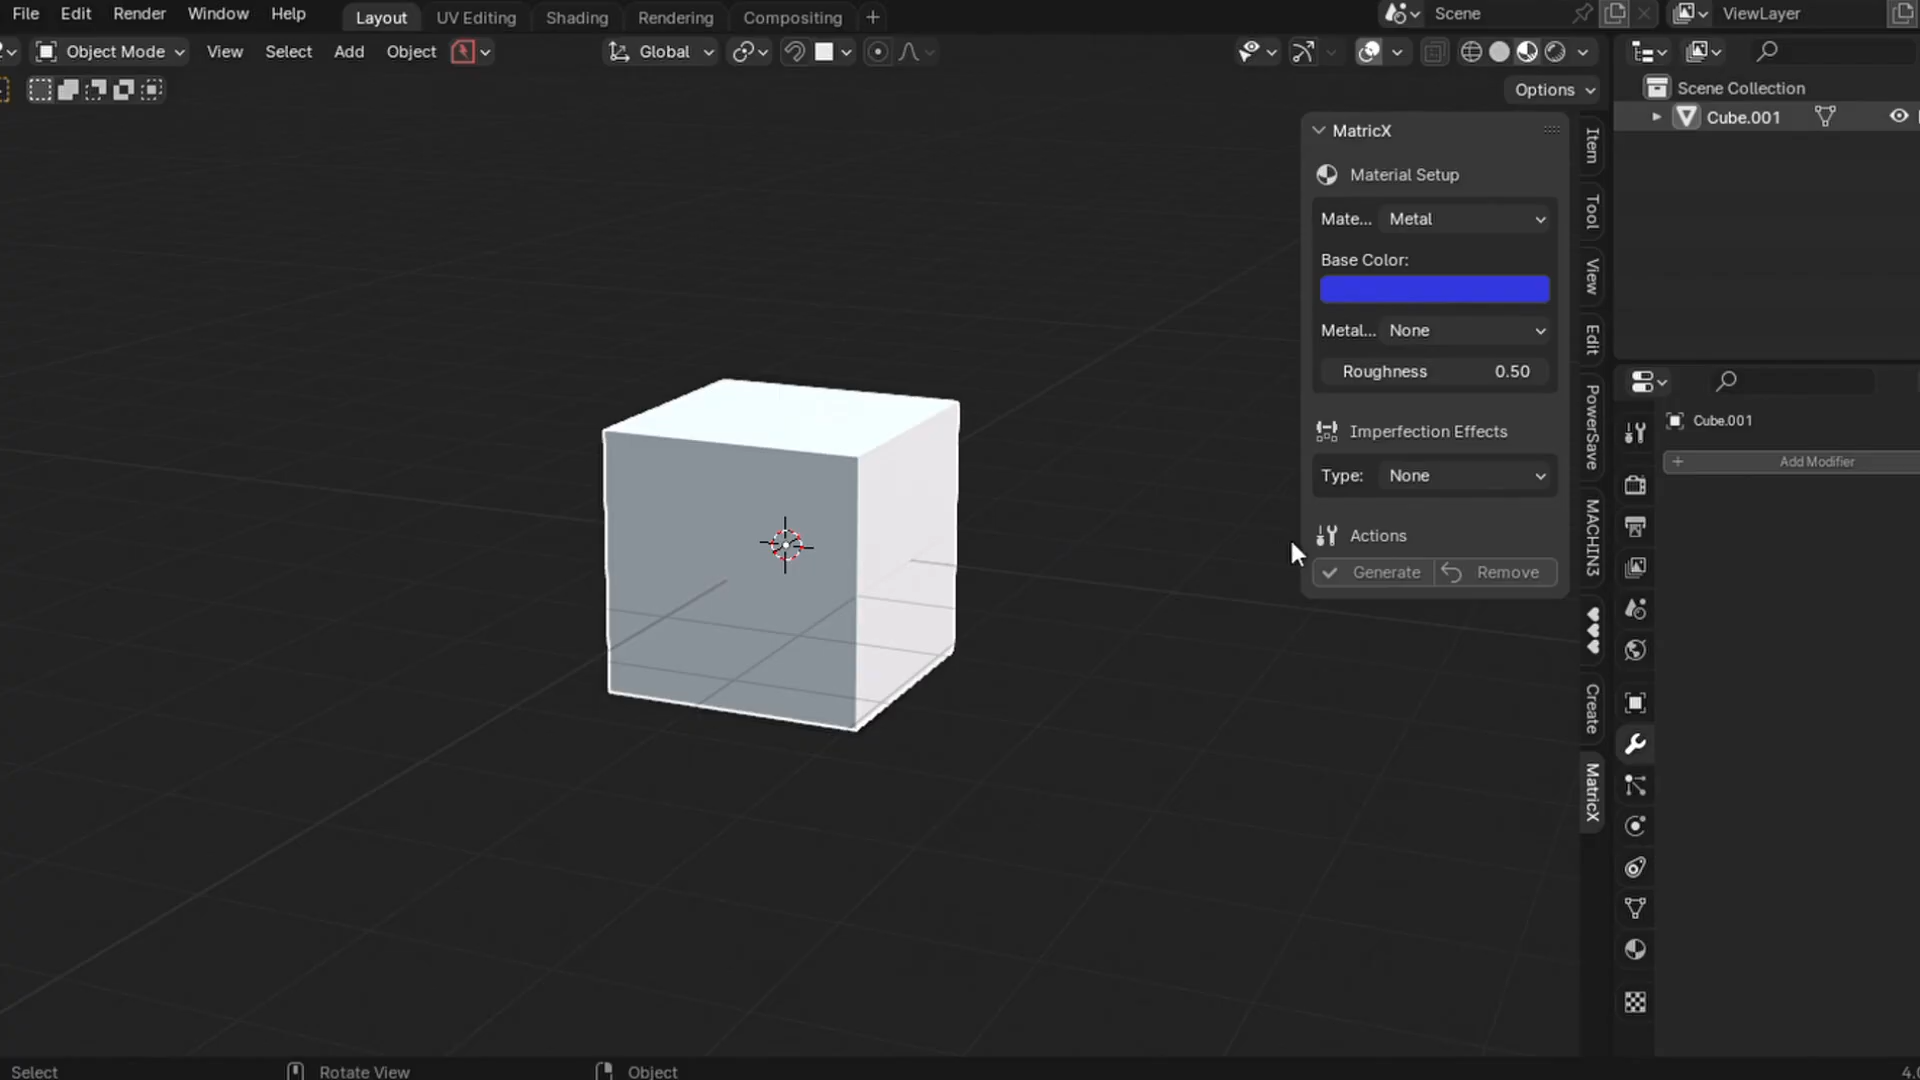 File Edit Render Window Help Layout UV Editing Shading Rendering Compositing + Scene ViewLayer
Object Mode View Select Add Object Global
Options
Scene Collection
Cube.001
MatricX
Material Setup
Mate... Metal
Base Color:
Metal... None
Roughness 0.50
Imperfection Effects
Type: None
Actions
Generate Remove
Item
Tool
View
Edit
PowerSave
MACHIN3
♥♥♥
Create
MatricX
Cube.001
+ Add Modifier
Select Rotate View Object 4.0